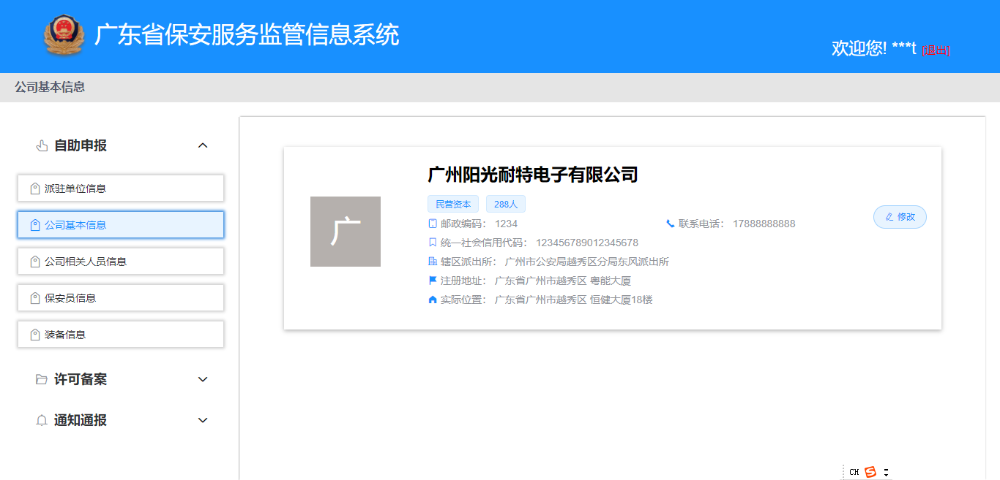 广东省保安服务监管信息系统
欢迎您! ***t [退出]
公司基本信息
自助申报
派驻单位信息
公司基本信息
公司相关人员信息
保安员信息
装备信息
许可备案
通知通报
广
广州阳光耐特电子有限公司
民营资本 288人
邮政编码： 1234 联系电话： 17888888888
统一社会信用代码： 123456789012345678
辖区派出所： 广州市公安局越秀区分局东风派出所
注册地址： 广东省广州市越秀区 粤能大厦
实际位置： 广东省广州市越秀区 恒健大厦18楼
修改
CH S